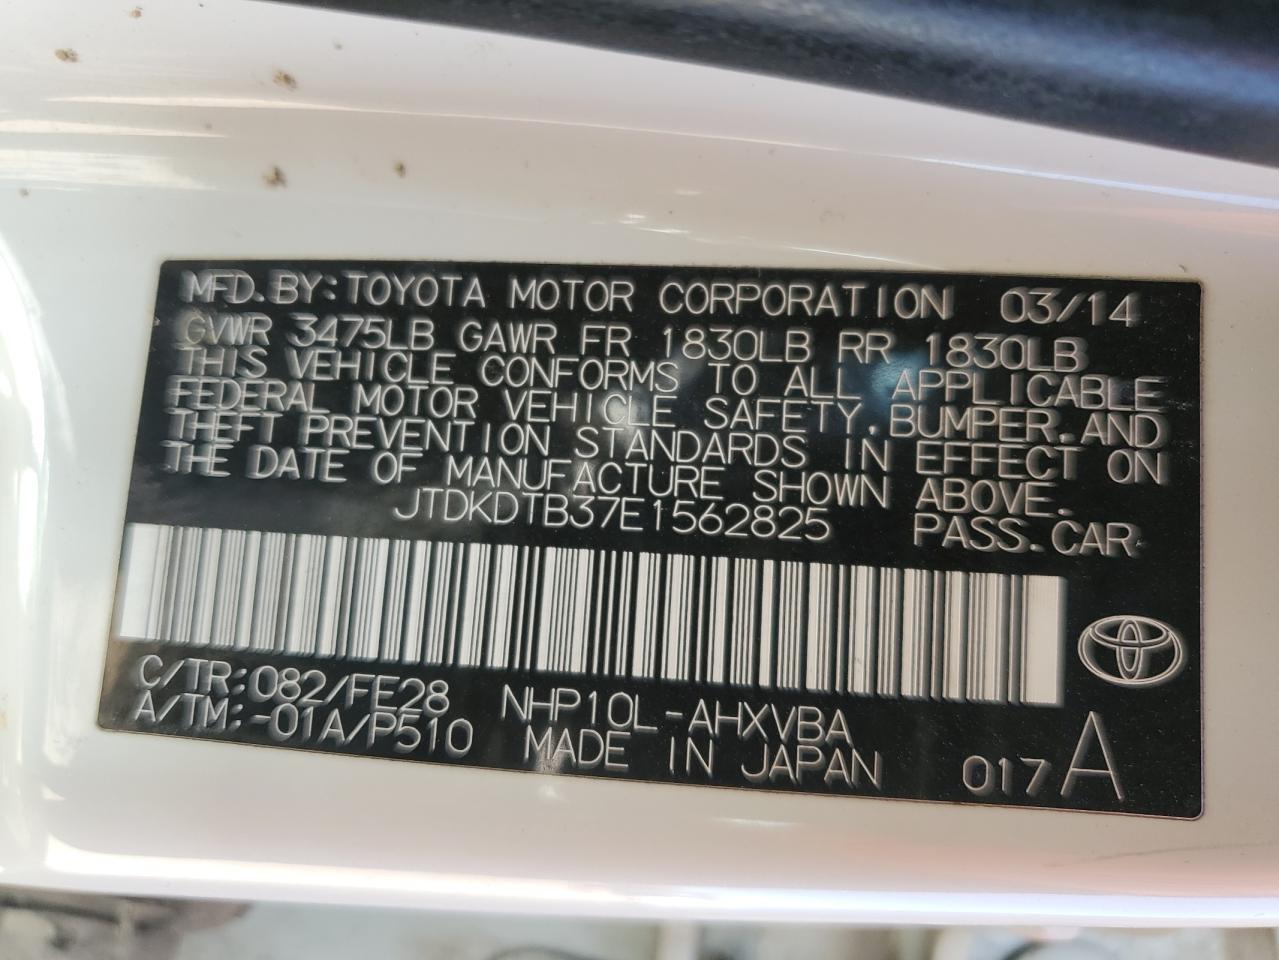 MFD.BY:TOYOTA MOTOR CORPORATION 03/14
GVWR 3475LB GAWR FR 1830LB RR 1830LB
THIS VEHICLE CONFORMS TO ALL APPLICABLE
FEDERAL MOTOR VEHICLE SAFETY,BUMPER,AND
THEFT PREVENTION STANDARDS IN EFFECT ON
THE DATE OF MANUFACTURE SHOWN ABOVE.
JTDKDTB37E1562825 PASS.CAR
C/TR:082/FE28 NHP10L-AHXVBA
A/TM:-01A/P510 MADE IN JAPAN 017A